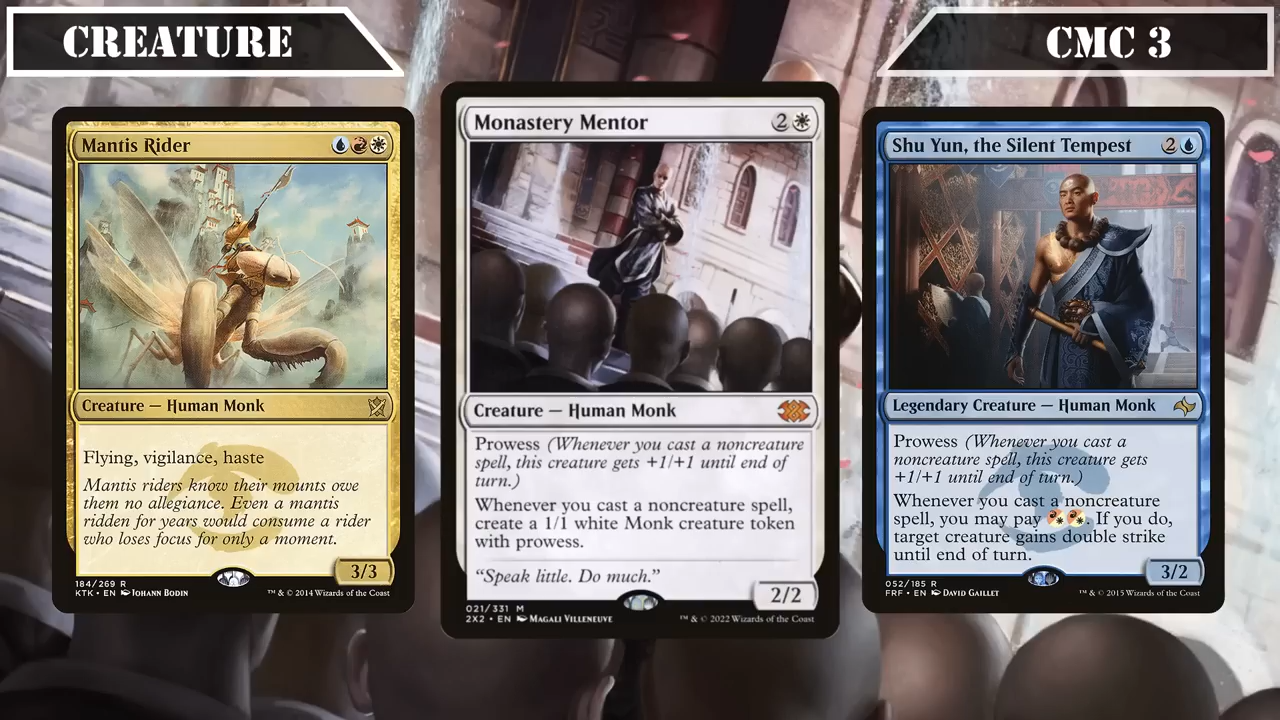 CREATURE
CMC 3
Mantis Rider
Creature — Human Monk
Flying, vigilance, haste
Mantis riders know their mounts owe
them no allegiance. Even a mantis
ridden for years would consume a rider
who loses focus for only a moment.
3/3
184/269 R
KTK • EN JOHANN BODIN
™ & © 2014 Wizards of the Coast
Monastery Mentor
2
Creature — Human Monk
Prowess (Whenever you cast a noncreature
spell, this creature gets +1/+1 until end of
turn.)
Whenever you cast a noncreature spell,
create a 1/1 white Monk creature token
with prowess.
“Speak little. Do much.”
2/2
021/331 M
2X2 • EN MAGALI VILLENEUVE
™ & © 2022 Wizards of the Coast
Shu Yun, the Silent Tempest
2
Legendary Creature — Human Monk
Prowess (Whenever you cast a
noncreature spell, this creature gets
+1/+1 until end of turn.)
Whenever you cast a noncreature
spell, you may pay . If you do,
target creature gains double strike
until end of turn.
3/2
052/185 R
FRF • EN DAVID GAILLET
™ & © 2015 Wizards of the Coast